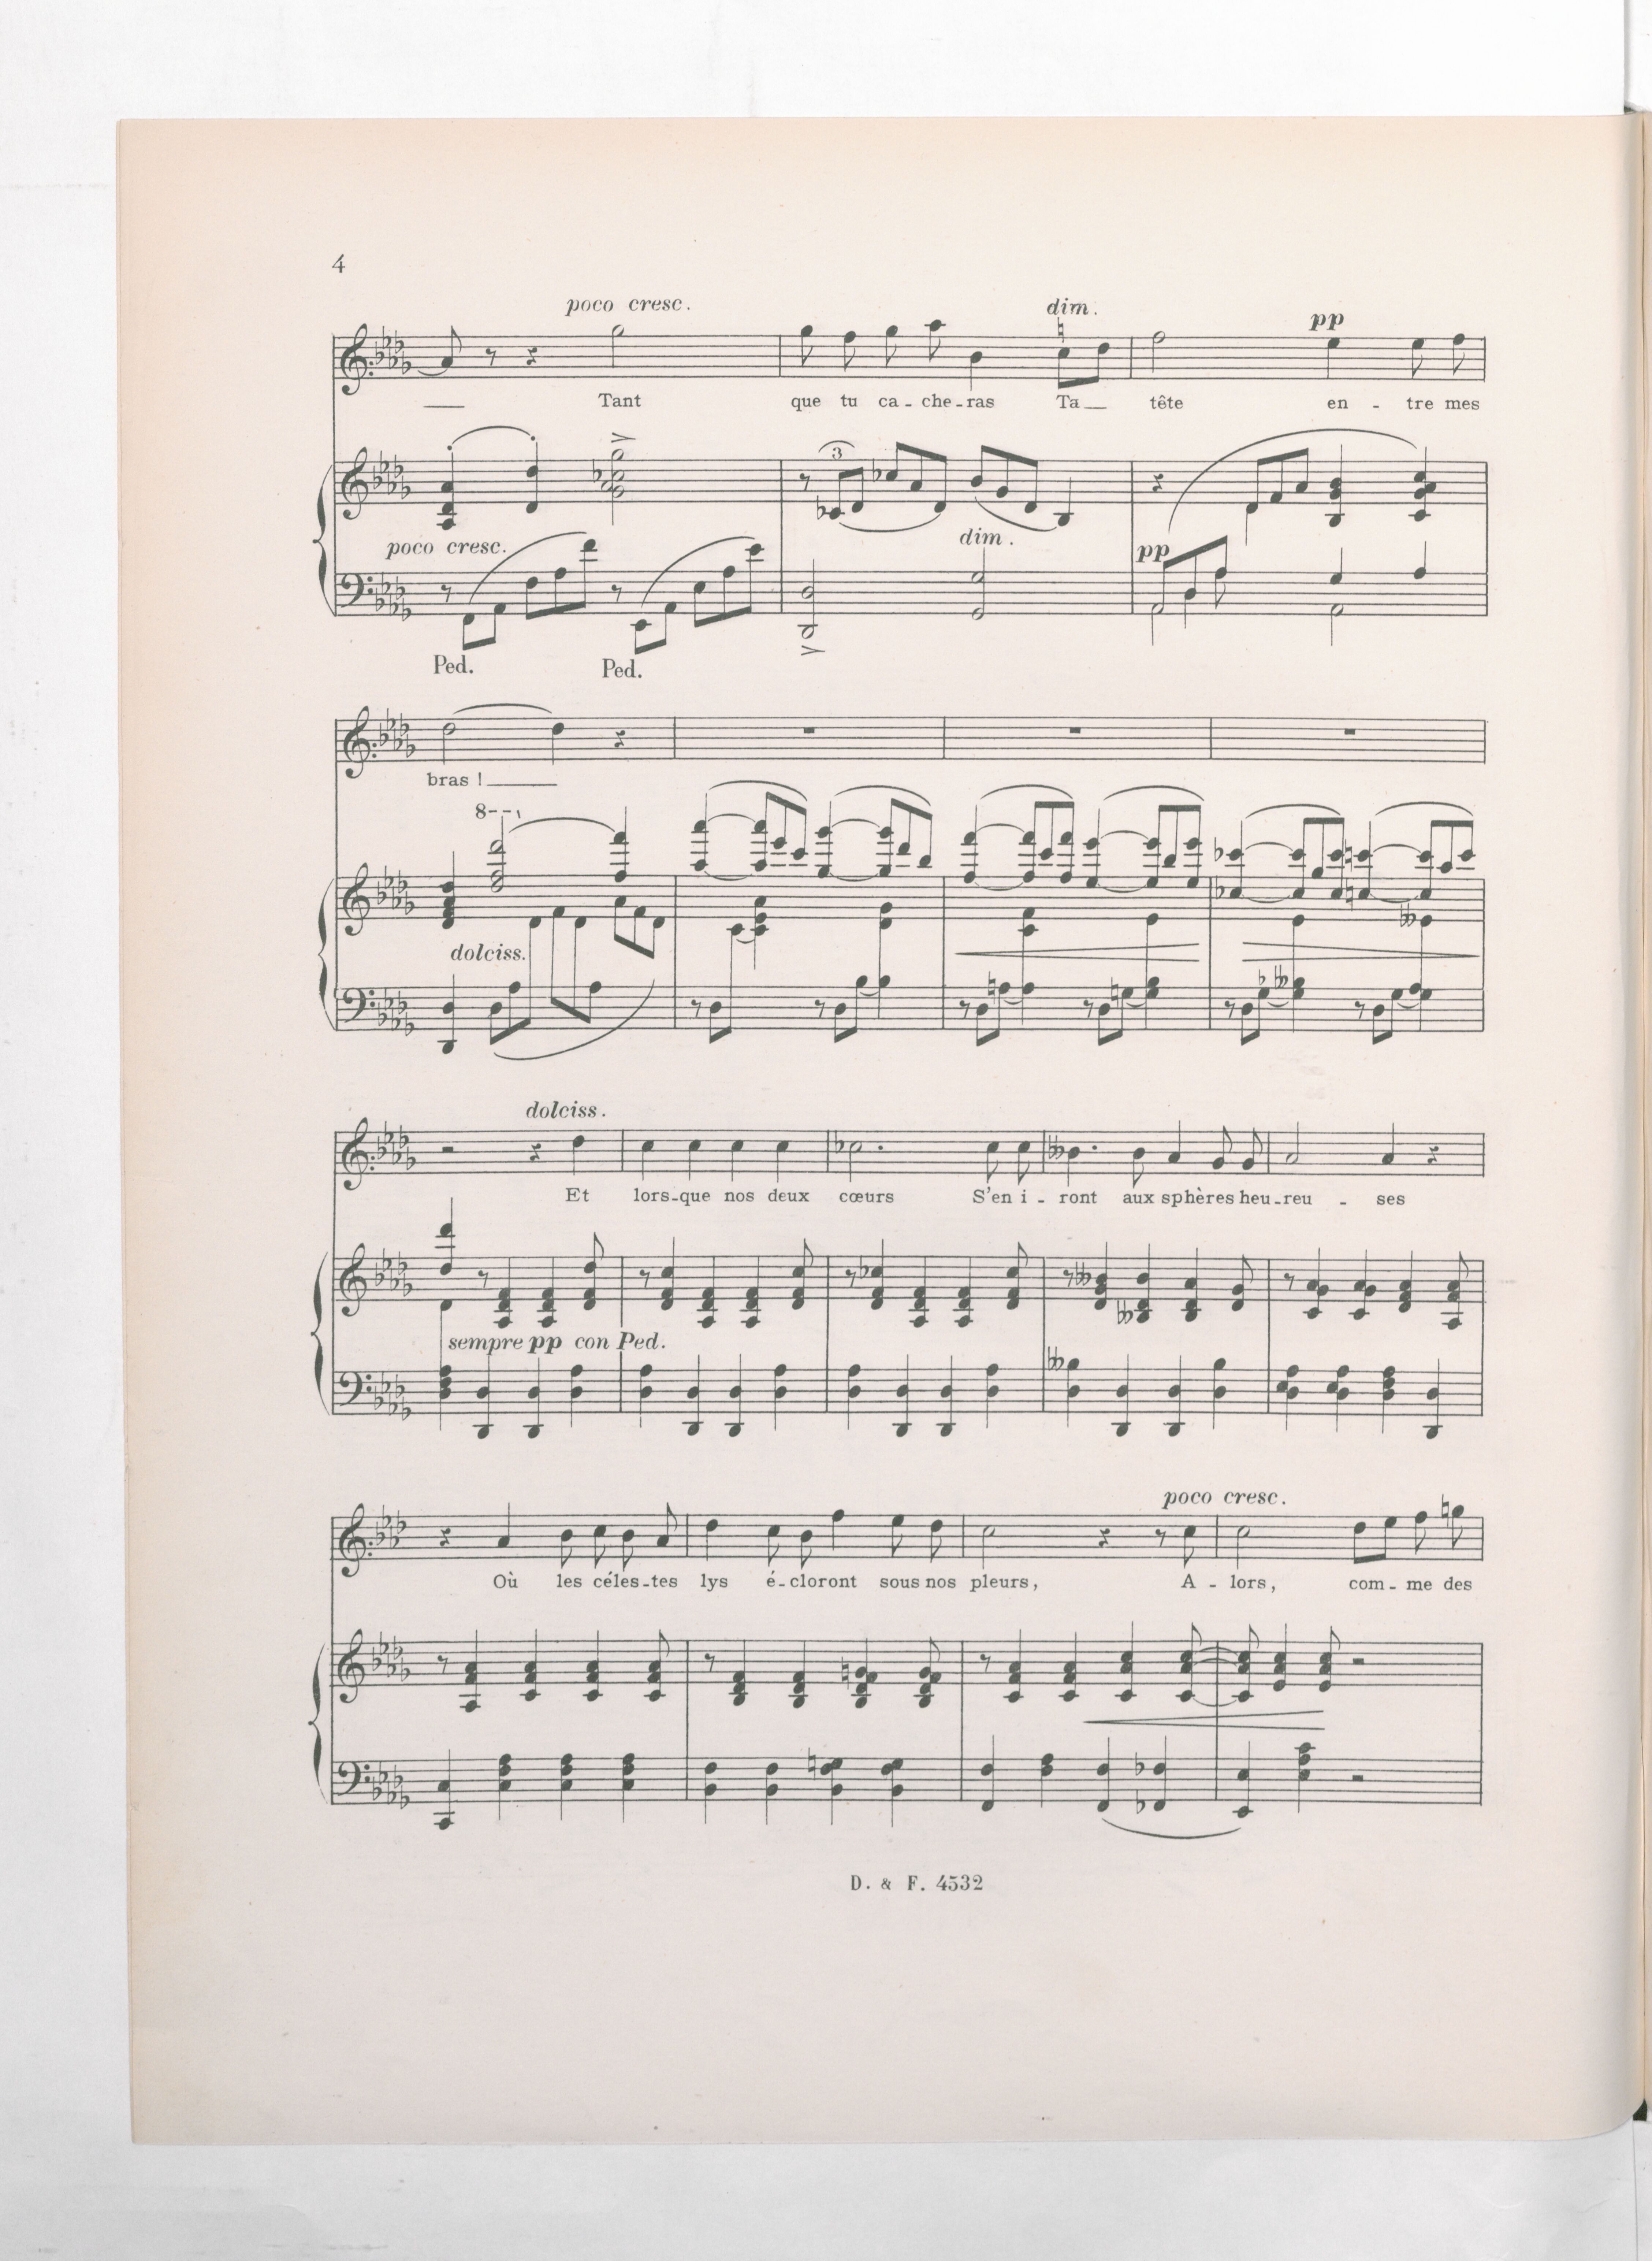 4
poco cresc. dim. pp
Tant que tu ca - che - ras Ta tête en - tre mes
3
poco cresc. dim. pp
Ped. Ped.
bras !
8
dolciss.
dolciss.
Et lors - que nos deux cœurs S'en i - ront aux sphères heu - reu - ses
sempre pp con Ped.
poco cresc.
Où les céles - tes lys é - cloront sous nos pleurs, A - lors, com - me des
D. & F. 4532